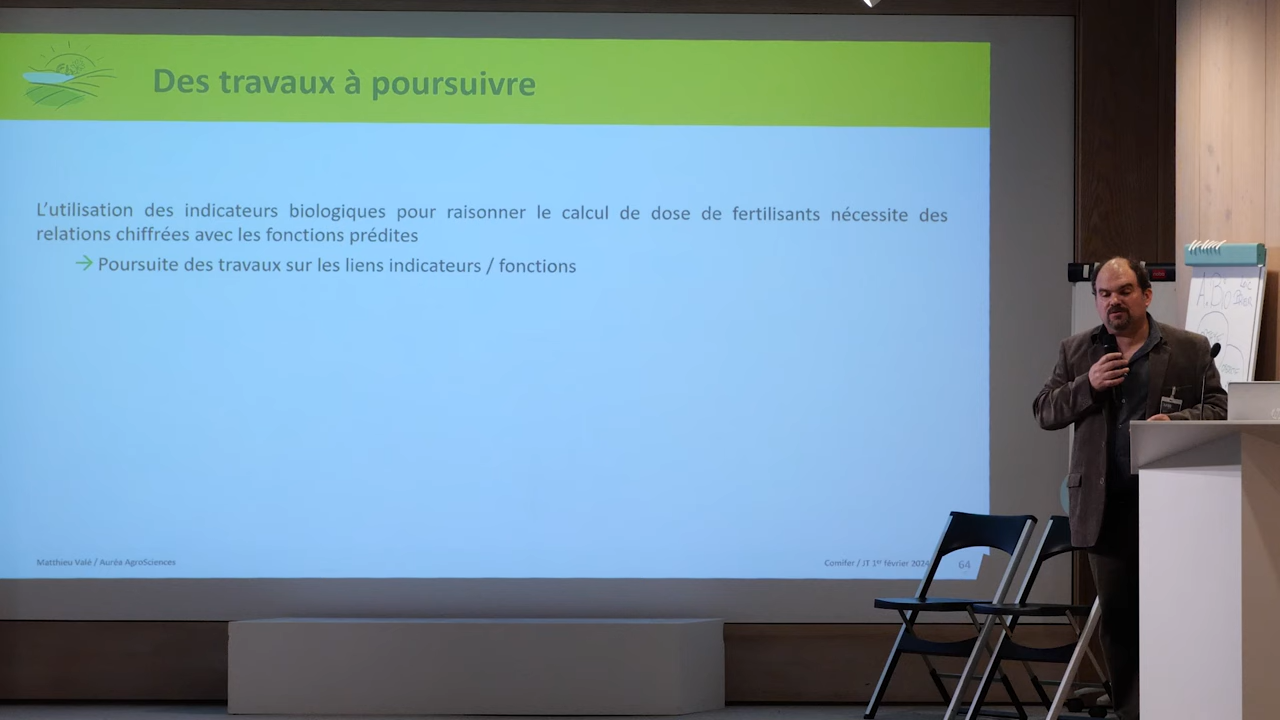 Des travaux à poursuivre
L'utilisation des indicateurs biologiques pour raisonner le calcul de dose de fertilisants nécessite des
relations chiffrées avec les fonctions prédites
→ Poursuite des travaux sur les liens indicateurs / fonctions
Matthieu Valé / Auréa AgroSciences
Comifer / JT 1er février 2024
64